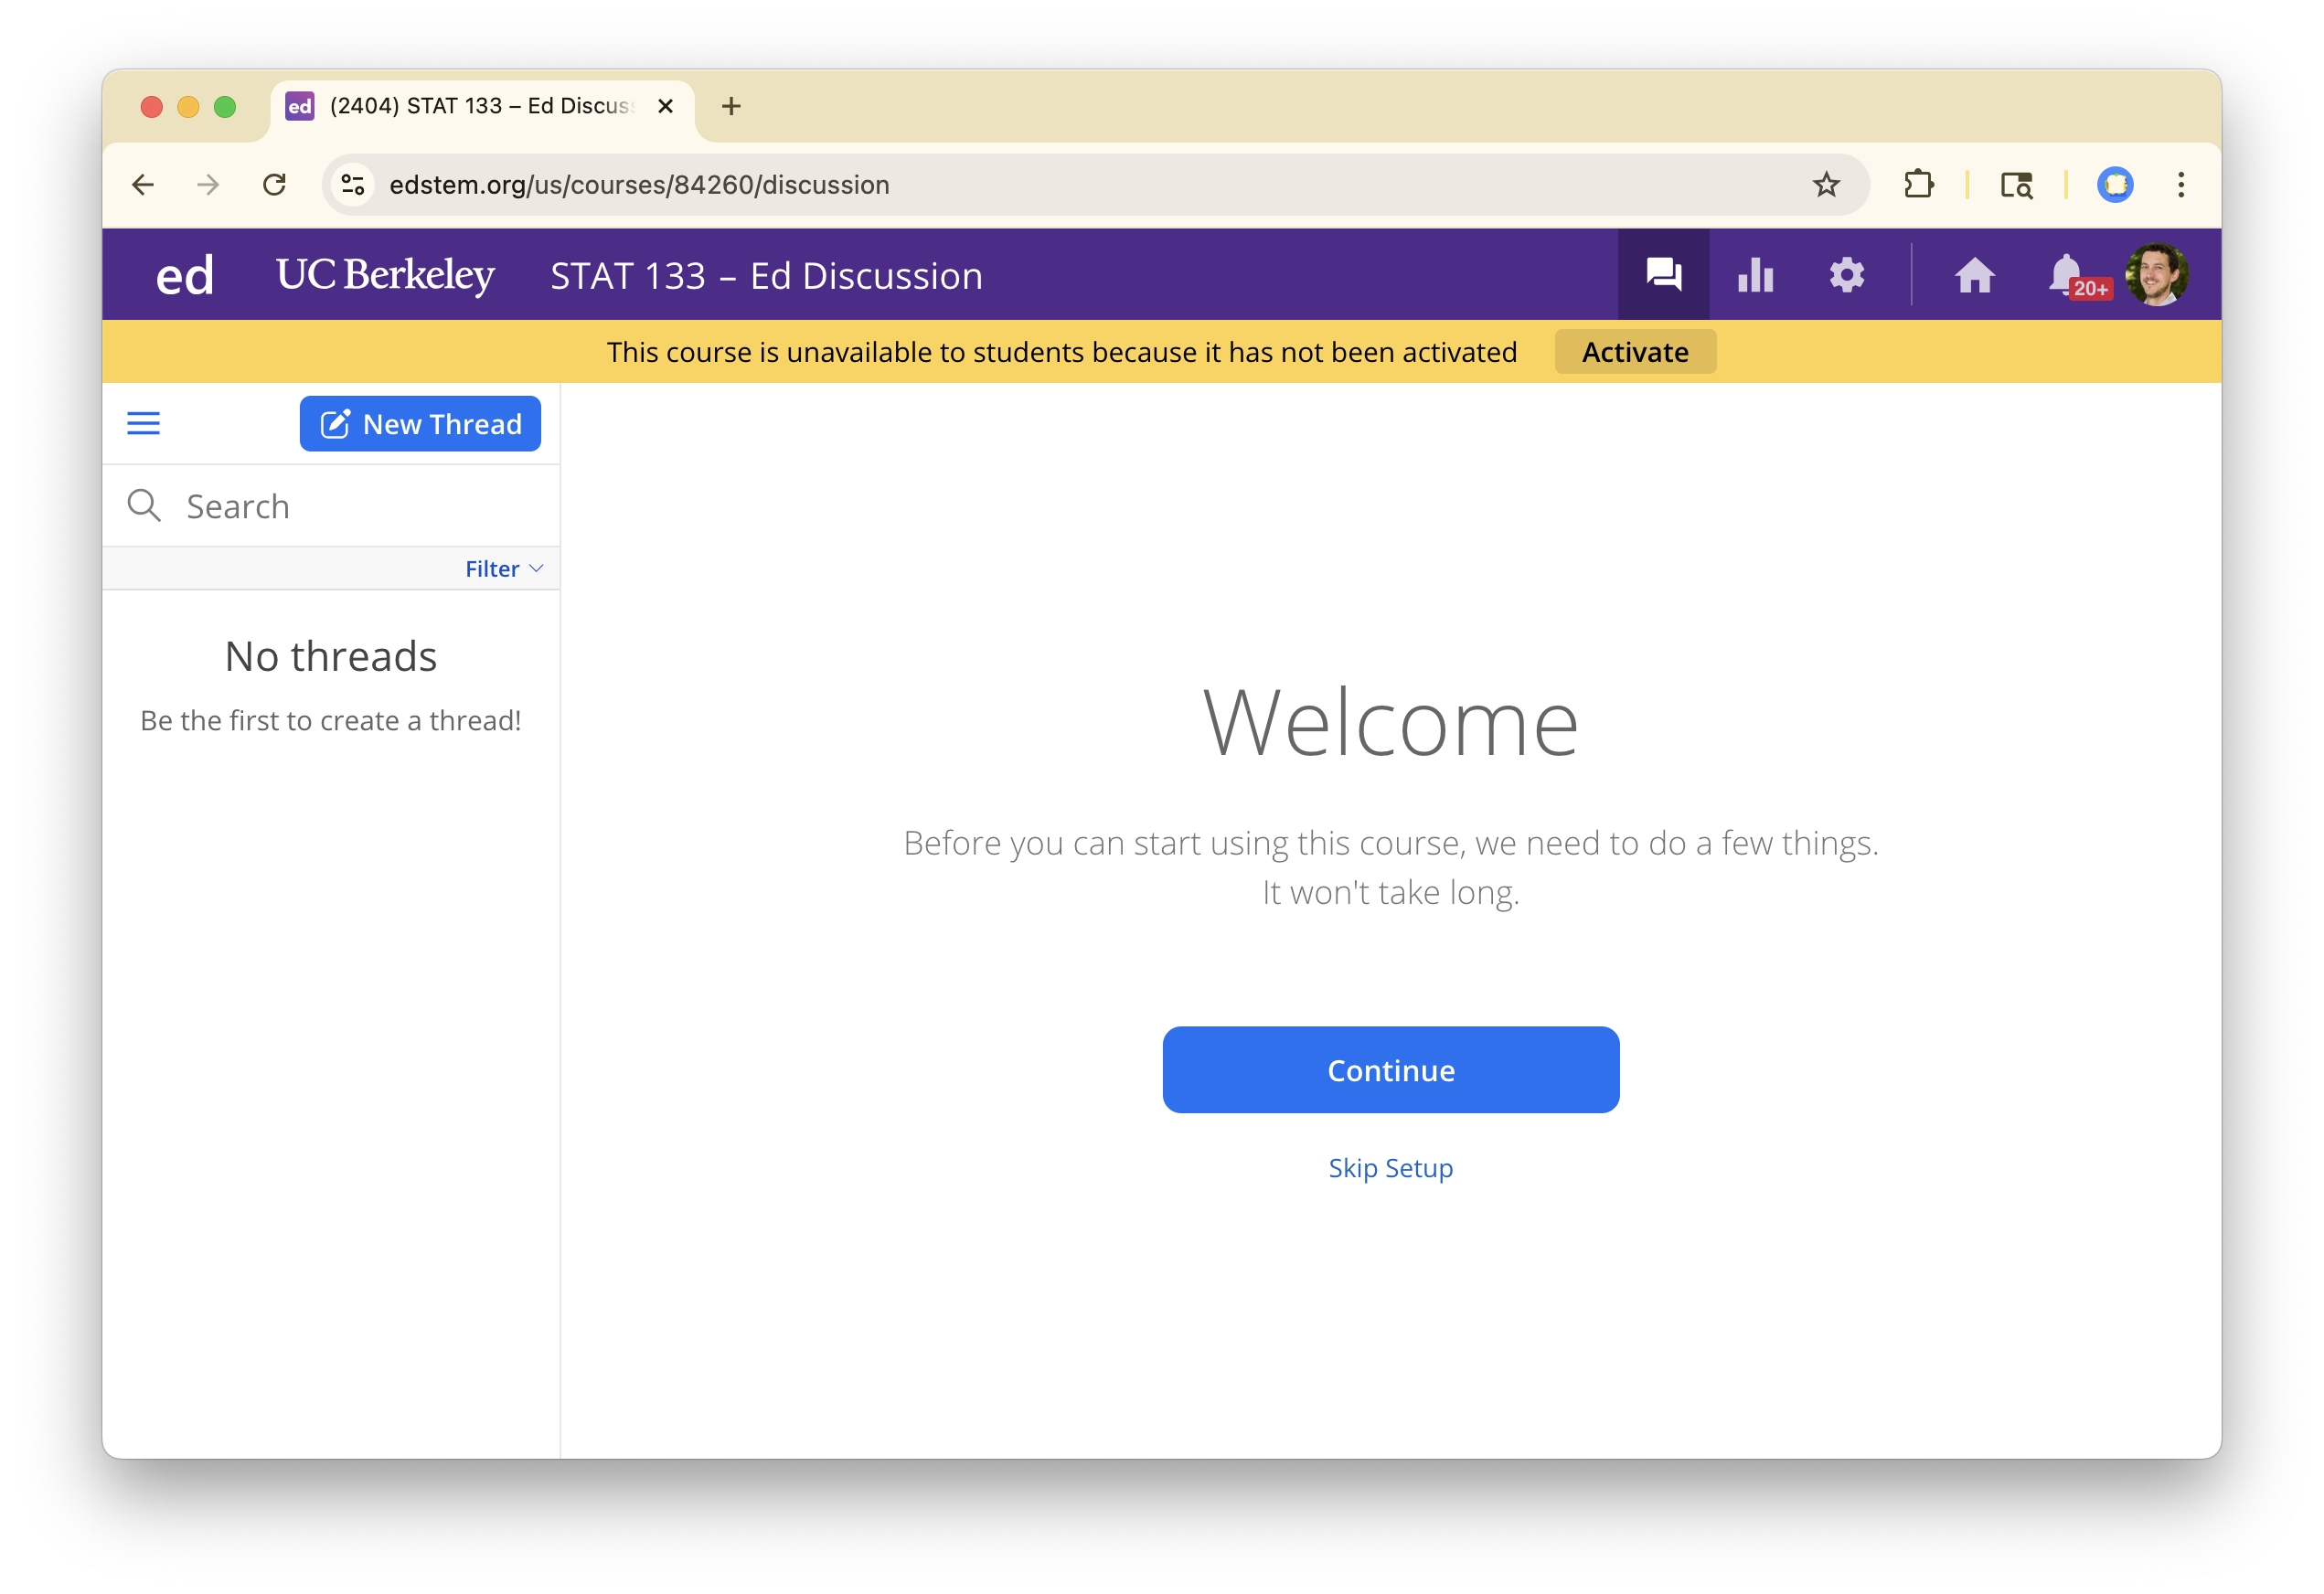 ed (2404) STAT 133 – Ed Discuss
edstem.org/us/courses/84260/discussion
ed UC Berkeley STAT 133 – Ed Discussion 20+
This course is unavailable to students because it has not been activated Activate
New Thread
Search
Filter
No threads
Be the first to create a thread!
Welcome
Before you can start using this course, we need to do a few things.
It won't take long.
Continue
Skip Setup